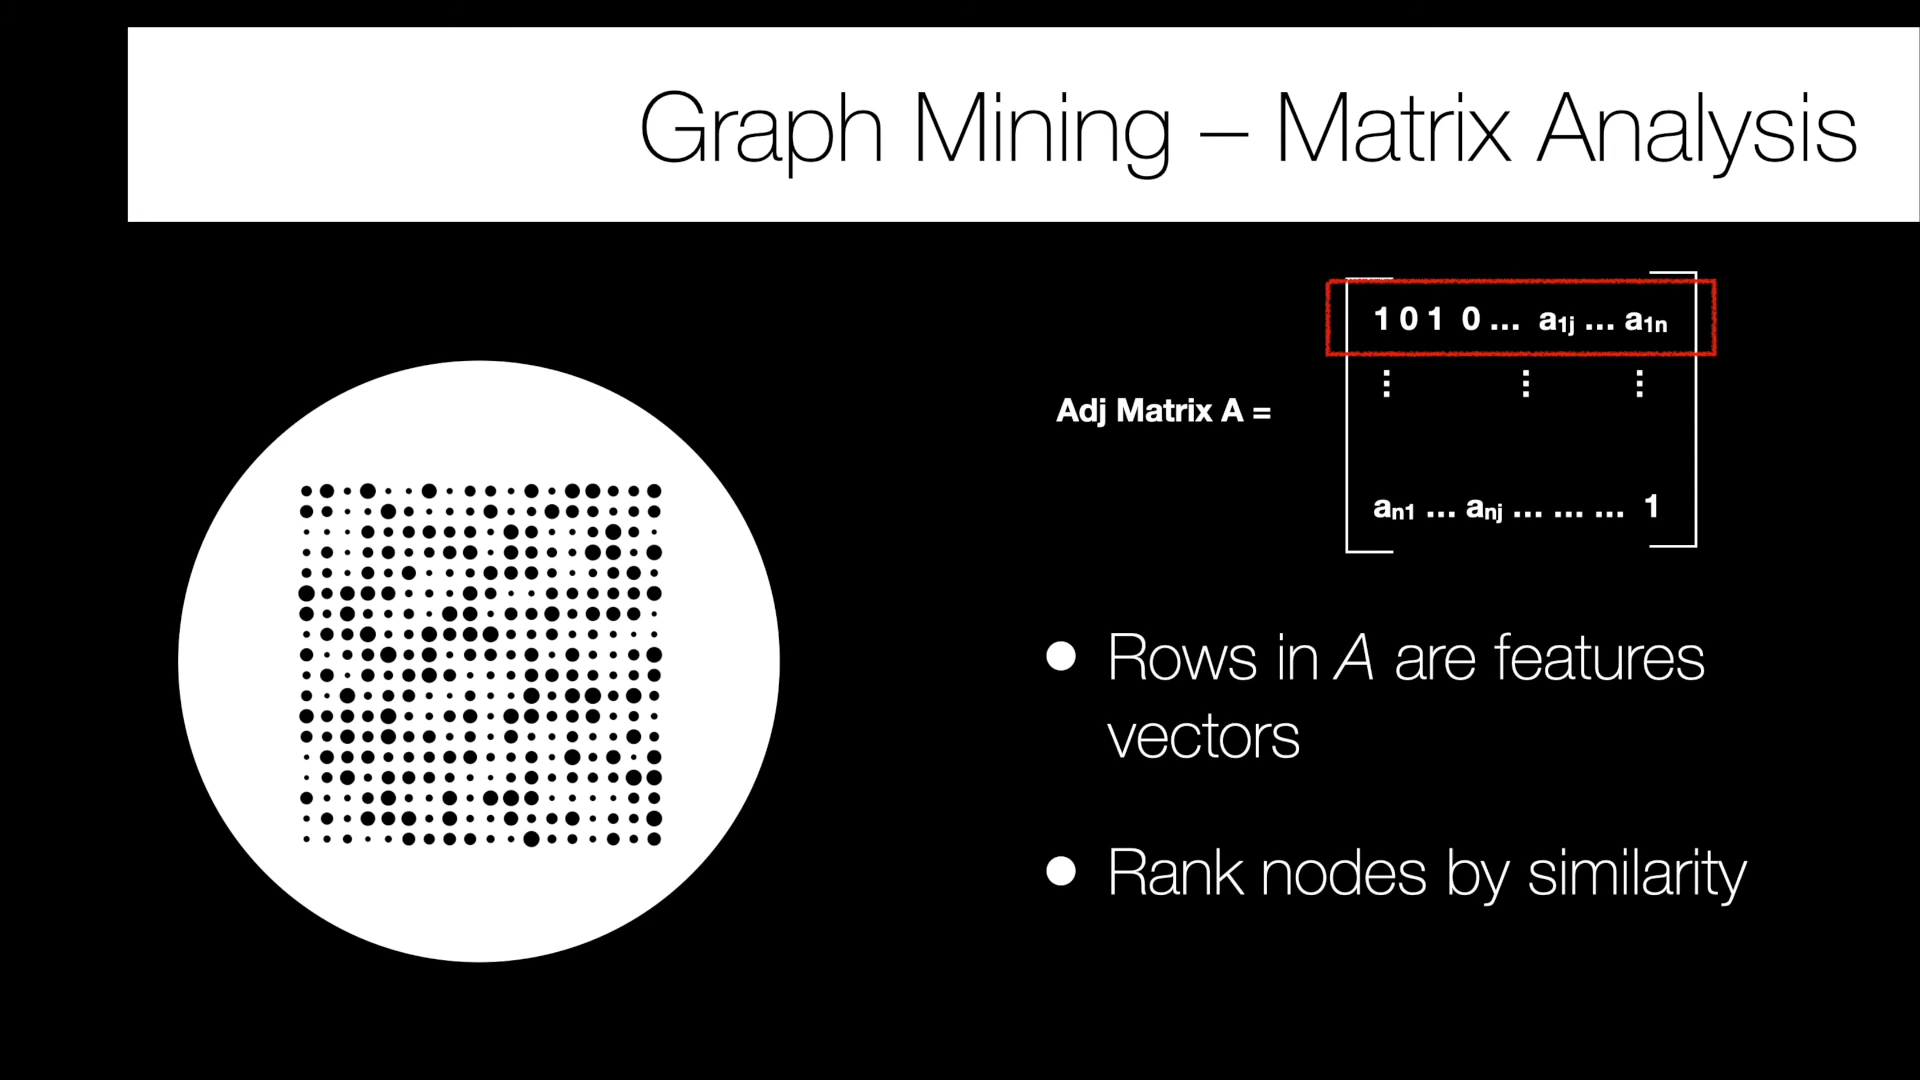 Graph Mining – Matrix Analysis
1 0 1 0 ... a1j ... a1n
⋮ ⋮ ⋮
Adj Matrix A =
an1 ... anj ... ... ... 1
● Rows in A are features
vectors
● Rank nodes by similarity